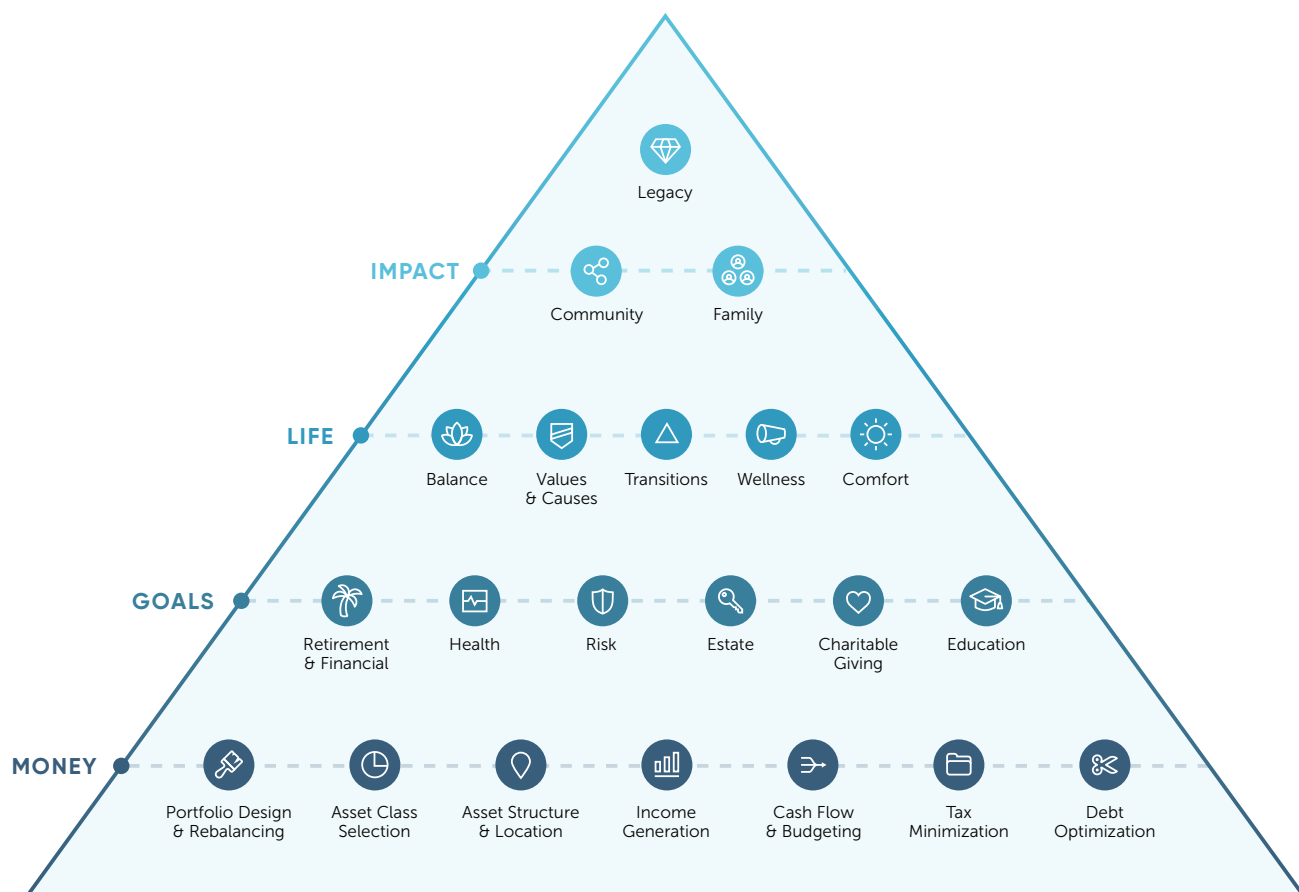 Legacy
IMPACT
Community
Family
LIFE
Balance
Values
& Causes
Transitions
Wellness
Comfort
GOALS
Retirement
& Financial
Health
Risk
Estate
Charitable
Giving
Education
MONEY
Portfolio Design
& Rebalancing
Asset Class
Selection
Asset Structure
& Location
Income
Generation
Cash Flow
& Budgeting
Tax
Minimization
Debt
Optimization